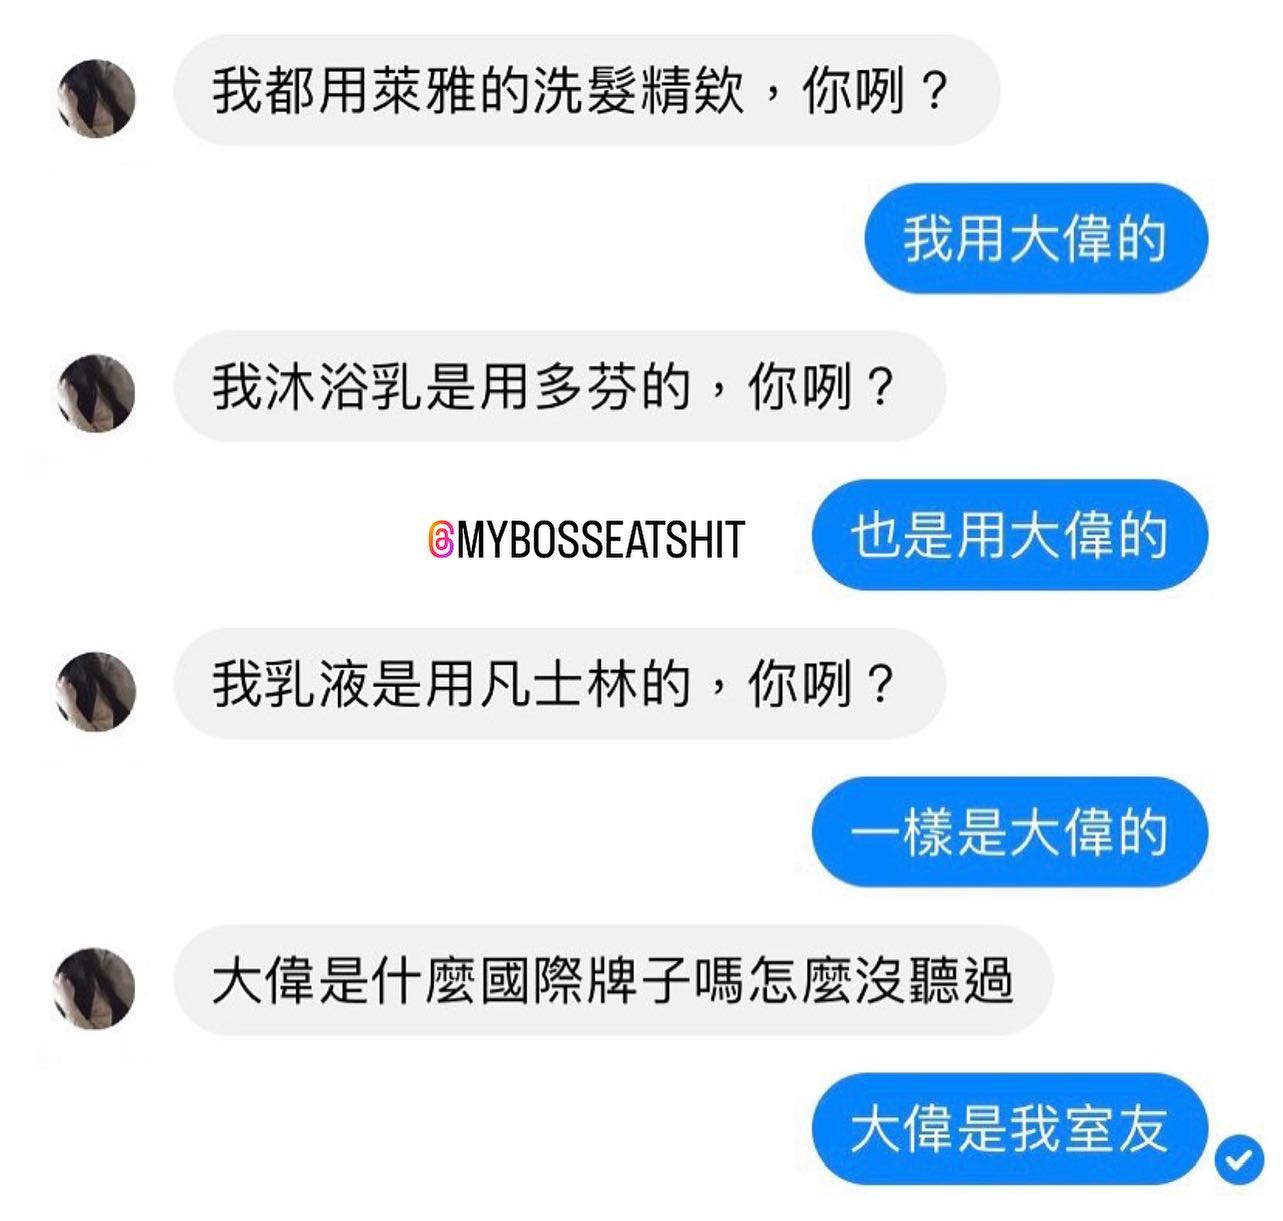 我都用萊雅的洗髮精欸，你咧？
我用大偉的
我沐浴乳是用多芬的，你咧？
@MYBOSSEATSHIT
也是用大偉的
我乳液是用凡士林的，你咧？
一樣是大偉的
大偉是什麼國際牌子嗎怎麼沒聽過
大偉是我室友